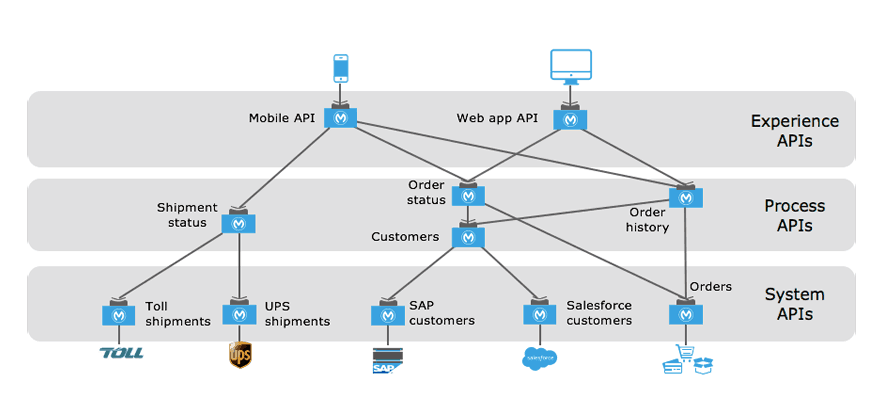 Mobile API
Web app API
Experience
APIs
Shipment
status
Order
status
Customers
Order
history
Process
APIs
Toll
shipments
UPS
shipments
SAP
customers
Salesforce
customers
Orders
System
APIs
TOLL
ups
SAP
salesforce